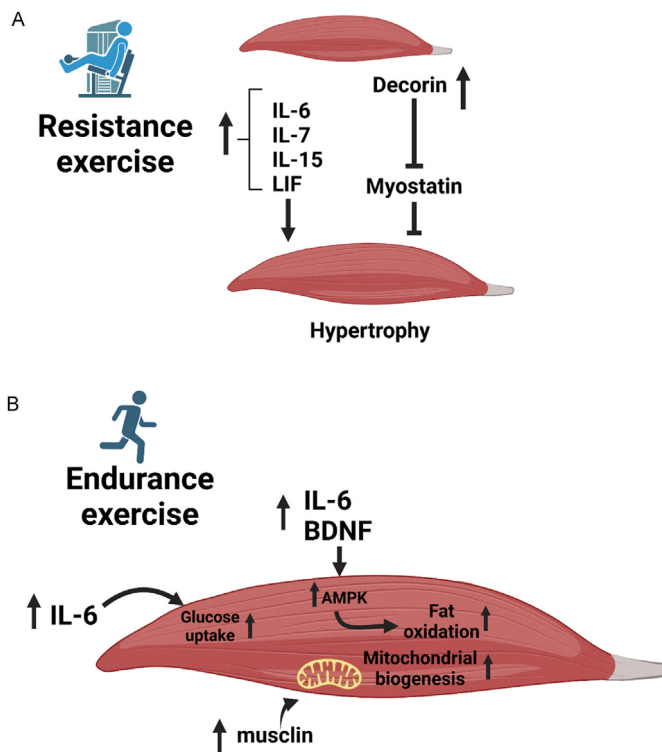 A
Resistance
exercise
IL-6
IL-7
IL-15
LIF
Decorin
Myostatin
Hypertrophy
B
Endurance
exercise
IL-6
BDNF
IL-6
Glucose
uptake
AMPK
Fat
oxidation
Mitochondrial
biogenesis
musclin